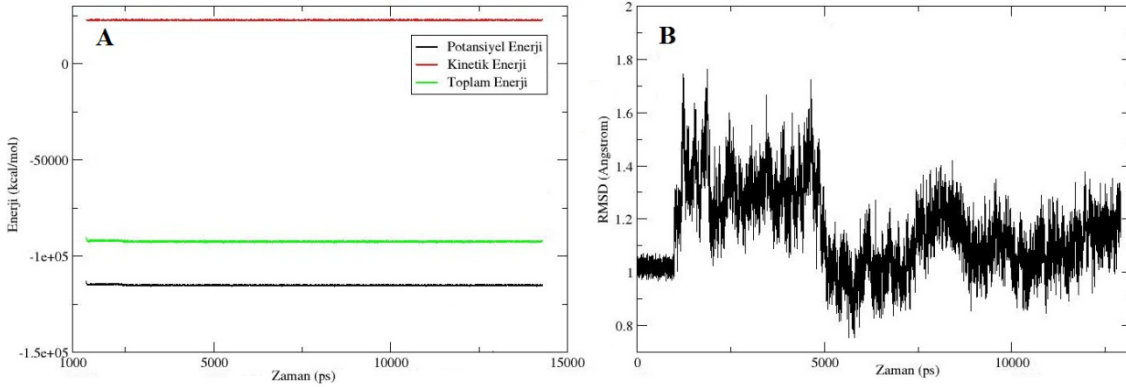 A
Potansiyel Enerji
Kinetik Enerji
Toplam Enerji
0
-50000
-1e+05
-1.5e+05
Enerji (kcal/mol)
1000
5000
10000
15000
Zaman (ps)
B
2
1.8
1.6
1.4
1.2
1
0.8
RMSD (Angstrom)
0
5000
10000
Zaman (ps)